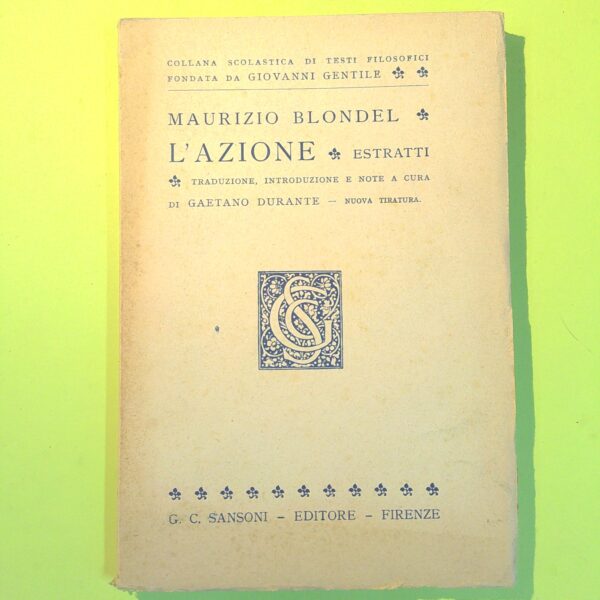 COLLANA SCOLASTICA DI TESTI FILOSOFICI
FONDATA DA GIOVANNI GENTILE
MAURIZIO BLONDEL
L'AZIONE ESTRATTI
TRADUZIONE, INTRODUZIONE E NOTE A CURA
DI GAETANO DURANTE — NUOVA TIRATURA.
GCS
G. C. SANSONI – EDITORE – FIRENZE